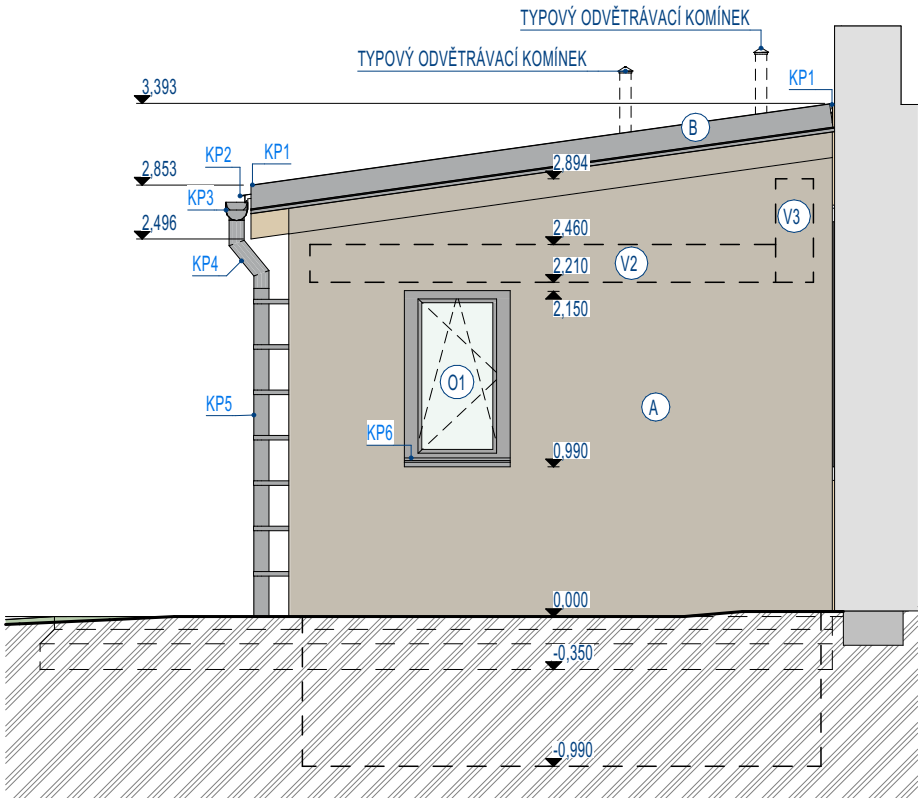 TYPOVÝ ODVĚTRÁVACÍ KOMÍNEK
TYPOVÝ ODVĚTRÁVACÍ KOMÍNEK
KP1
3,393
B
KP2
KP1
2,853
2,894
KP3
V3
2,496
2,460
KP4
V2
2,210
2,150
O1
KP5
A
KP6
0,990
0,000
-0,350
-0,990